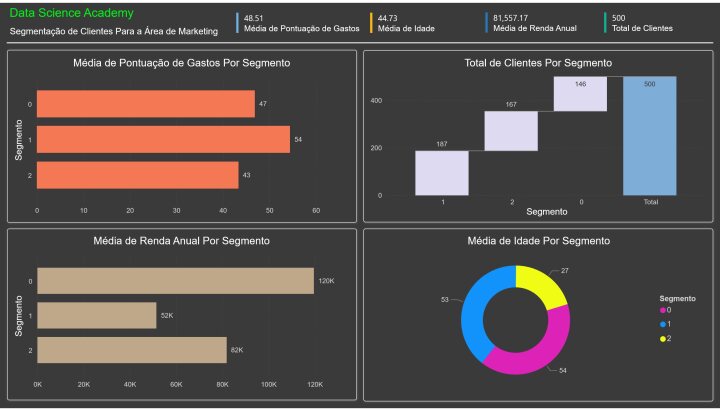 Data Science Academy
Segmentação de Clientes Para a Área de Marketing
48.51
Média de Pontuação de Gastos
44.73
Média de Idade
81,557.17
Média de Renda Anual
500
Total de Clientes
Média de Pontuação de Gastos Por Segmento
Segmento
0
47
1
54
2
43
0 10 20 30 40 50 60
Total de Clientes Por Segmento
400
200
0
187
167
146
500
1 2 0 Total
Segmento
Média de Renda Anual Por Segmento
Segmento
0
120K
1
52K
2
82K
0K 20K 40K 60K 80K 100K 120K
Média de Idade Por Segmento
27
53
54
Segmento
0
1
2